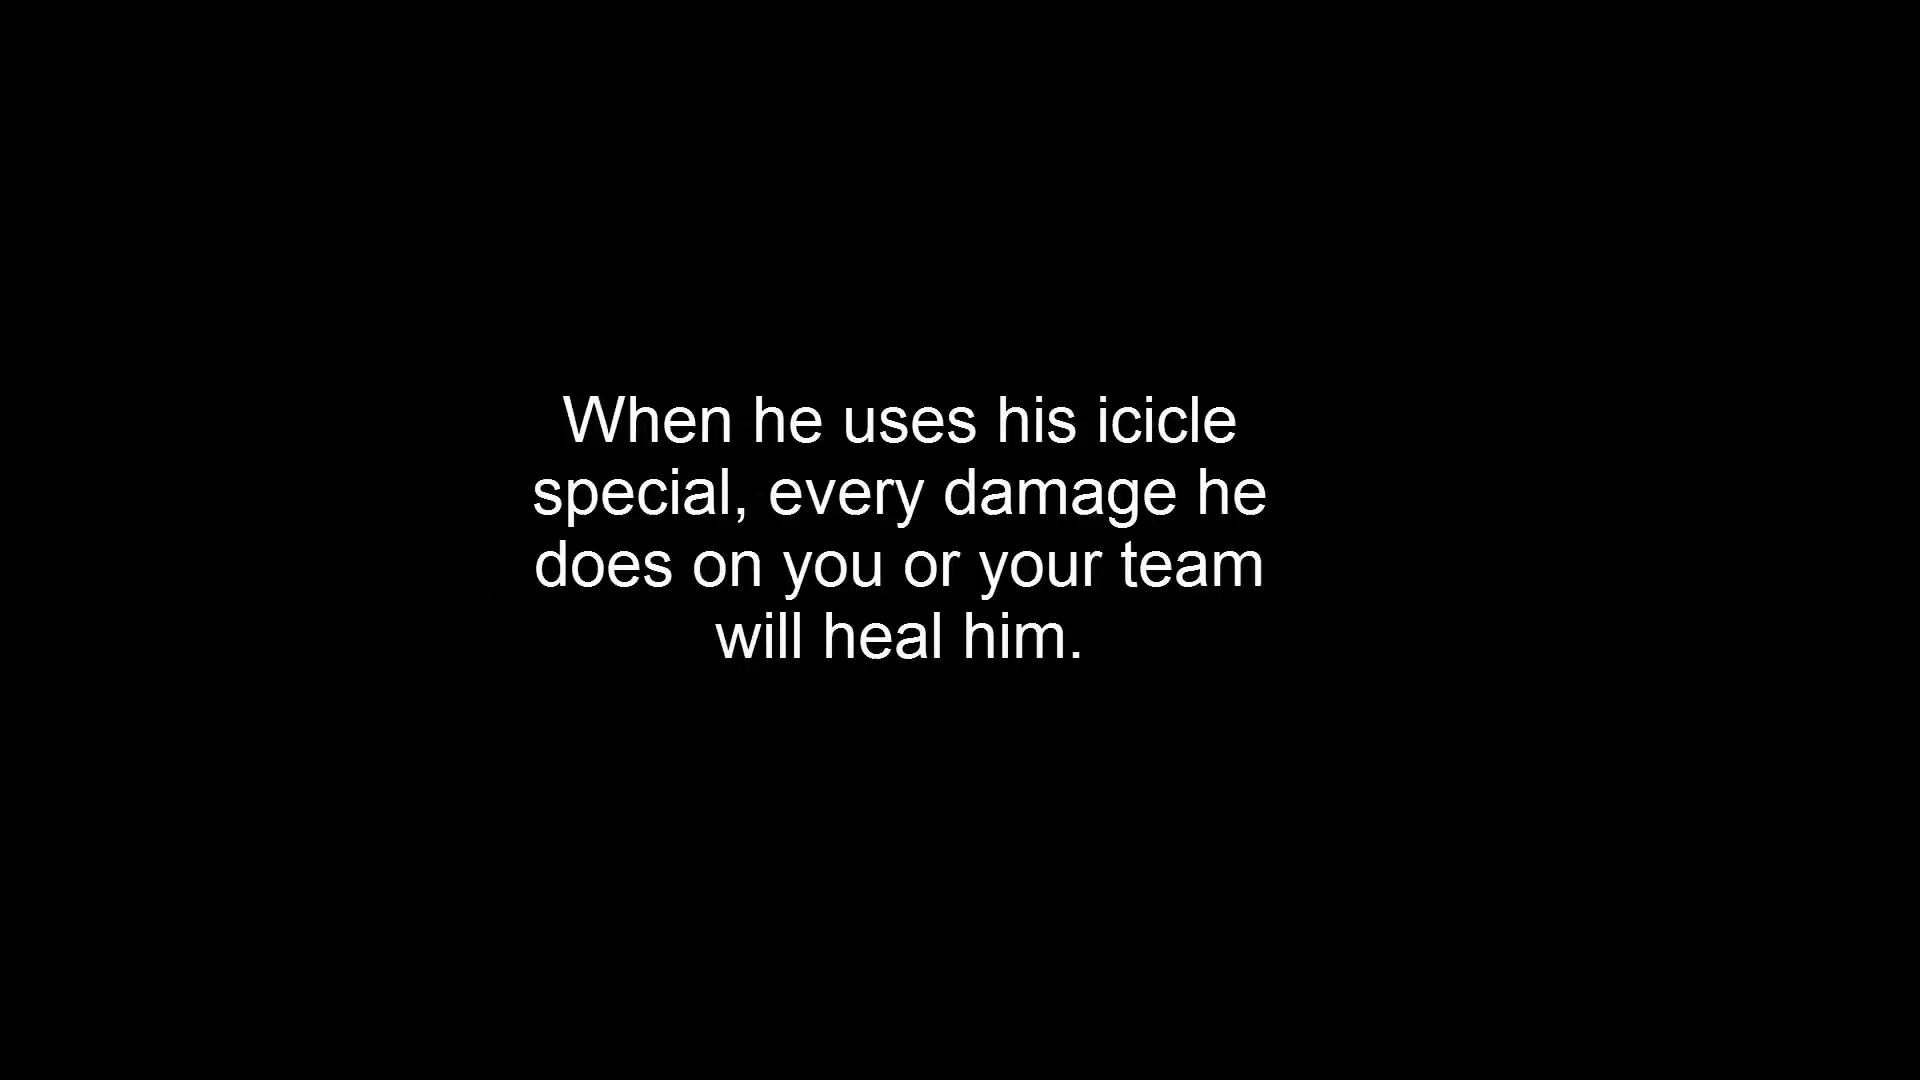 When he uses his icicle
special, every damage he
does on you or your team
will heal him.